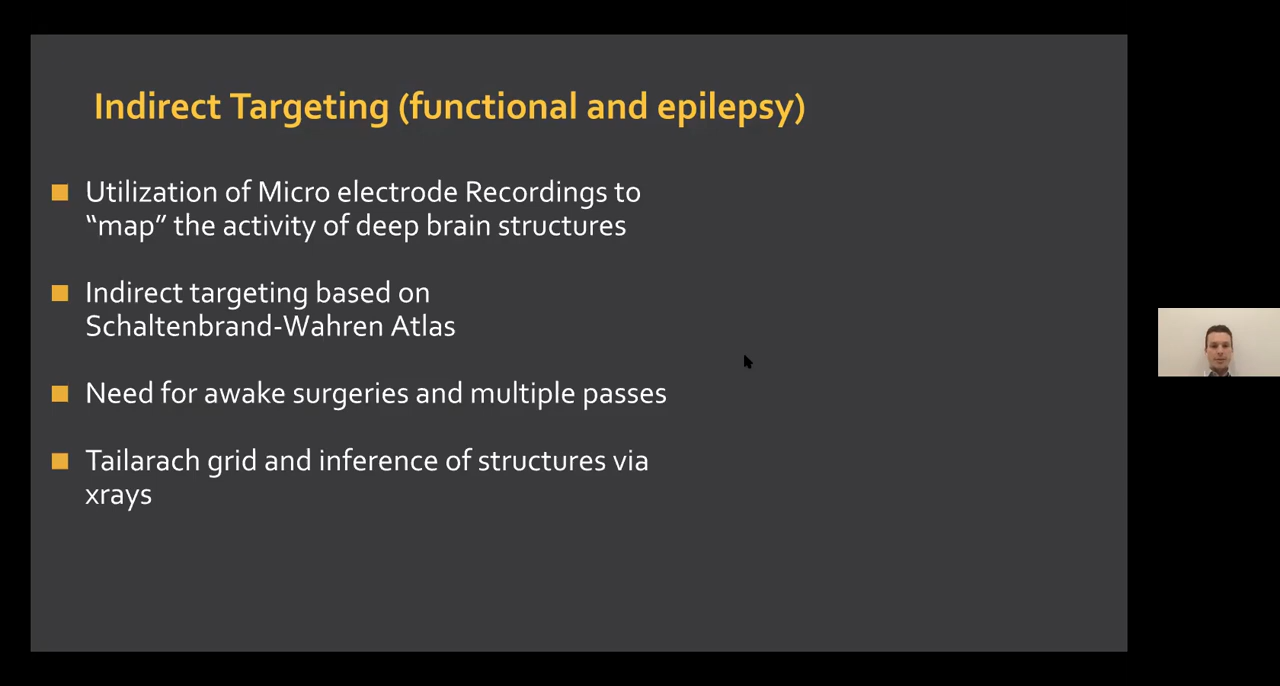 Indirect Targeting (functional and epilepsy)
Utilization of Micro electrode Recordings to
“map” the activity of deep brain structures
Indirect targeting based on
Schaltenbrand-Wahren Atlas
Need for awake surgeries and multiple passes
Tailarach grid and inference of structures via
xrays